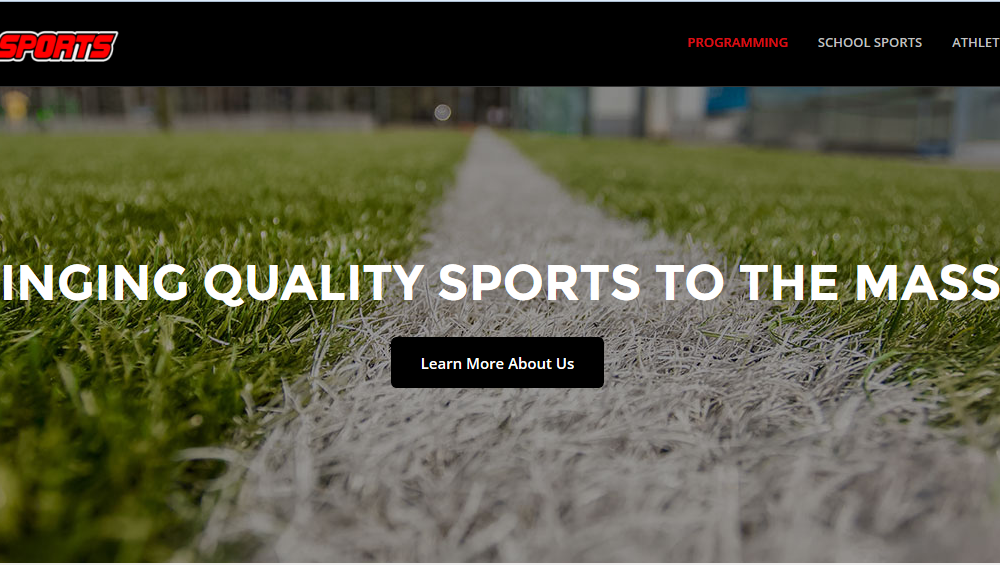 SPORTS
PROGRAMMING SCHOOL SPORTS ATHLET
INGING QUALITY SPORTS TO THE MASS
Learn More About Us